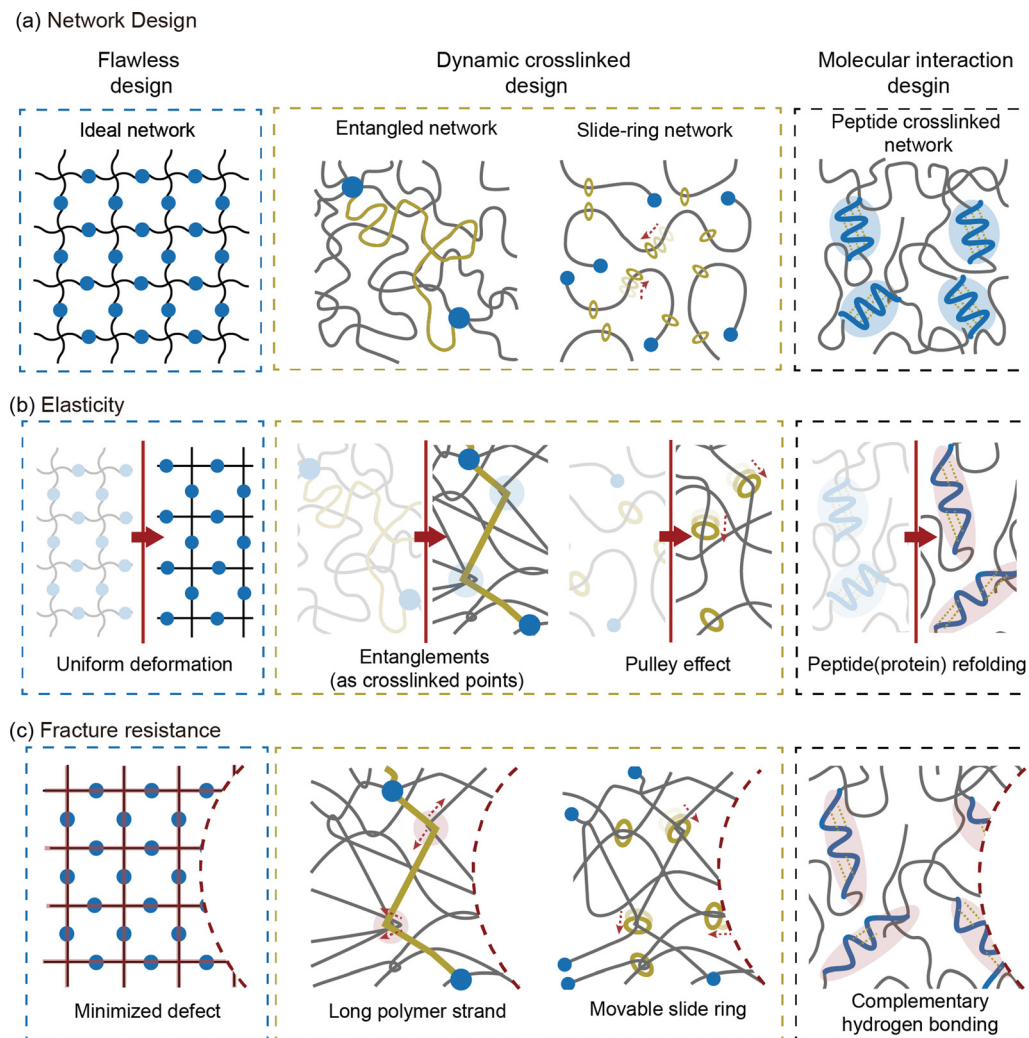 (a) Network Design
Flawless
design
Dynamic crosslinked
design
Molecular interaction
desgin
Ideal network
Entangled network
Slide-ring network
Peptide crosslinked
network
(b) Elasticity
Uniform deformation
Entanglements
(as crosslinked points)
Pulley effect
Peptide(protein) refolding
(c) Fracture resistance
Minimized defect
Long polymer strand
Movable slide ring
Complementary
hydrogen bonding